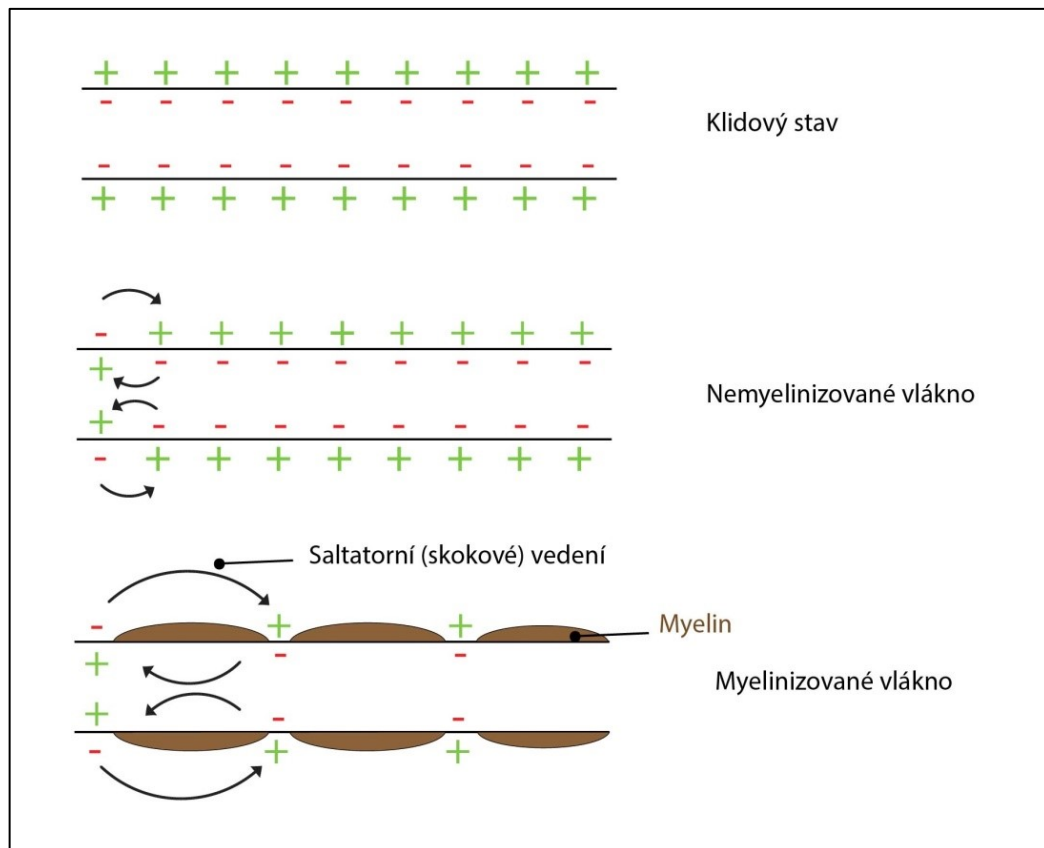 + + + + + + + + +
- - - - - - - - -
Klidový stav
- - - - - - - - -
+ + + + + + + + +
- + + + + + + + +
+ - - - - - - - -
Nemyelinizované vlákno
+ - - - - - - - -
- + + + + + + + +
Saltatorní (skokové) vedení
- + +
Myelin
+ - -
Myelinizované vlákno
+ - -
- + +